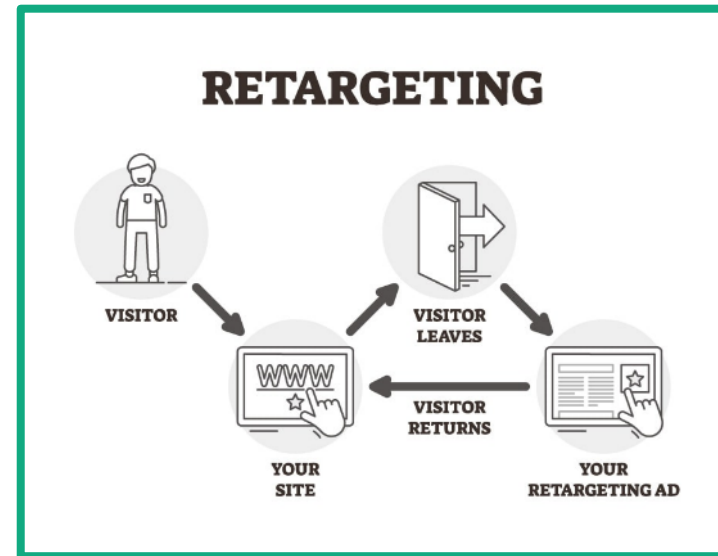 RETARGETING
VISITOR
VISITOR
LEAVES
WWW
VISITOR
RETURNS
YOUR
SITE
YOUR
RETARGETING AD